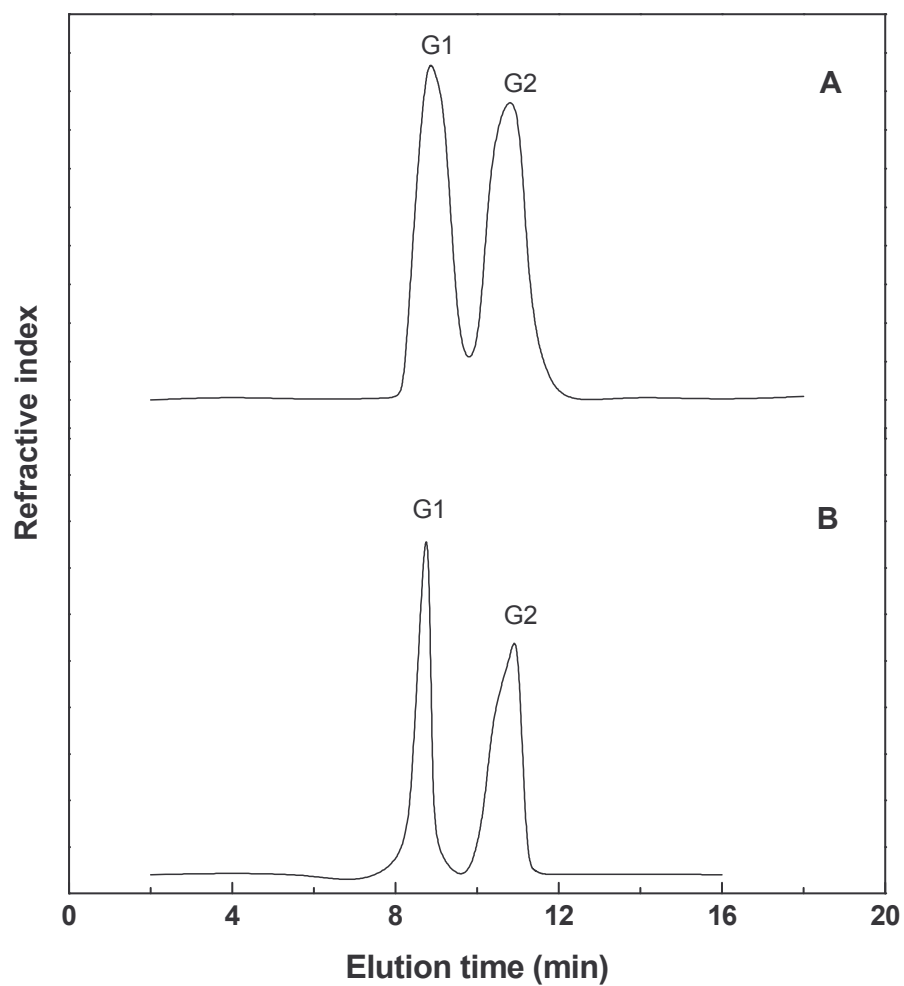 G1
G2
A
Refractive index
G1
B
G2
0 4 8 12 16 20
Elution time (min)